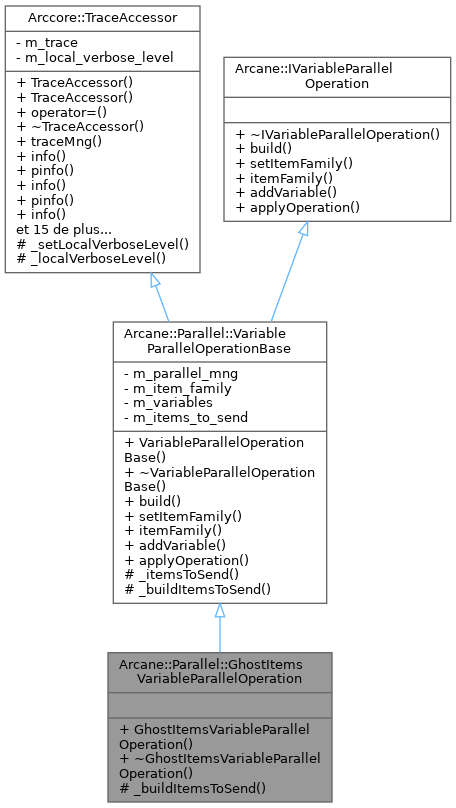 Arccore::TraceAccessor
- m_trace
- m_local_verbose_level
+ TraceAccessor()
+ TraceAccessor()
+ operator=()
+ ~TraceAccessor()
+ traceMng()
+ info()
+ pinfo()
+ info()
+ pinfo()
+ info()
et 15 de plus...
# _setLocalVerboseLevel()
# _localVerboseLevel()
Arcane::IVariableParallel
Operation
+ ~IVariableParallelOperation()
+ build()
+ setItemFamily()
+ itemFamily()
+ addVariable()
+ applyOperation()
Arcane::Parallel::Variable
ParallelOperationBase
- m_parallel_mng
- m_item_family
- m_variables
- m_items_to_send
+ VariableParallelOperation
Base()
+ ~VariableParallelOperation
Base()
+ build()
+ setItemFamily()
+ itemFamily()
+ addVariable()
+ applyOperation()
# _itemsToSend()
# _buildItemsToSend()
Arcane::Parallel::GhostItems
VariableParallelOperation
+ GhostItemsVariableParallel
Operation()
+ ~GhostItemsVariableParallel
Operation()
# _buildItemsToSend()